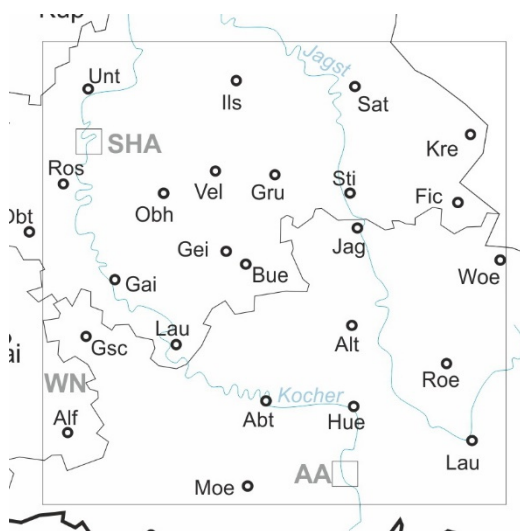 Jagst
Unt
Ils
Sat
SHA
Kre
Ros
Vel
Gru
Sti
Obh
Fic
Gei
Bue
Jag
Woe
Gai
Lau
Gsc
Alt
Roe
WN
Kocher
Alf
Abt
Hue
Lau
AA
Moe